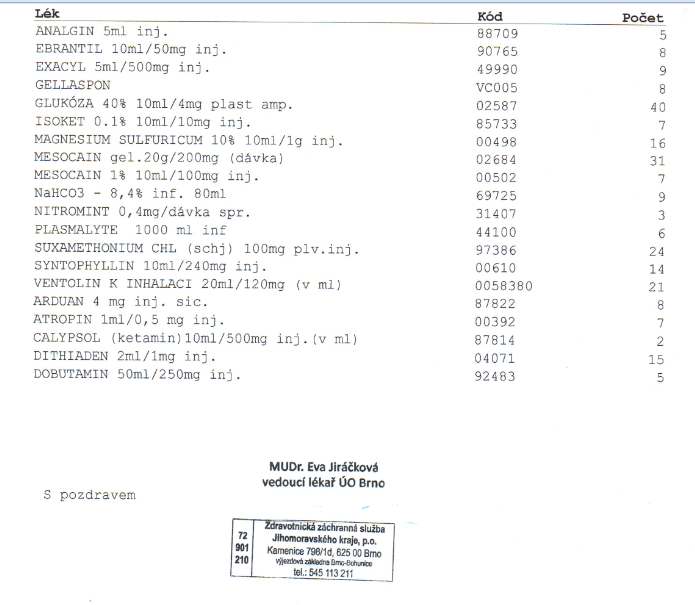 Lék Kód Počet
ANALGIN 5ml inj. 88709 5
EBRANTIL 10ml/50mg inj. 90765 8
EXACYL 5ml/500mg inj. 49990 9
GELLASPON VC005 8
GLUKÓZA 40% 10ml/4mg plast amp. 02587 40
ISOKET 0.1% 10ml/10mg inj. 85733 7
MAGNESIUM SULFURICUM 10% 10ml/1g inj. 00498 16
MESOCAIN gel.20g/200mg (dávka) 02684 31
MESOCAIN 1% 10ml/100mg inj. 00502 7
NaHCO3 - 8,4% inf. 80ml 69725 9
NITROMINT 0,4mg/dávka spr. 31407 3
PLASMALYTE 1000 ml inf 44100 6
SUXAMETHONIUM CHL (schj) 100mg plv.inj. 97386 24
SYNTOPHYLLIN 10ml/240mg inj. 00610 14
VENTOLIN K INHALACI 20ml/120mg (v ml) 0058380 21
ARDUAN 4 mg inj. sic. 87822 8
ATROPIN 1ml/0,5 mg inj. 00392 7
CALYPSOL (ketamin)10ml/500mg inj.(v ml) 87814 2
DITHIADEN 2ml/1mg inj. 04071 15
DOBUTAMIN 50ml/250mg inj. 92483 5
MUDr. Eva Jiráčková
vedoucí lékař ÚO Brno
S pozdravem
72
901
210
Zdravotnická záchranná služba
Jihomoravského kraje, p.o.
Kamenice 798/1d, 625 00 Brno
výjezdová základna Brno-Bohunice
tel.: 545 113 211